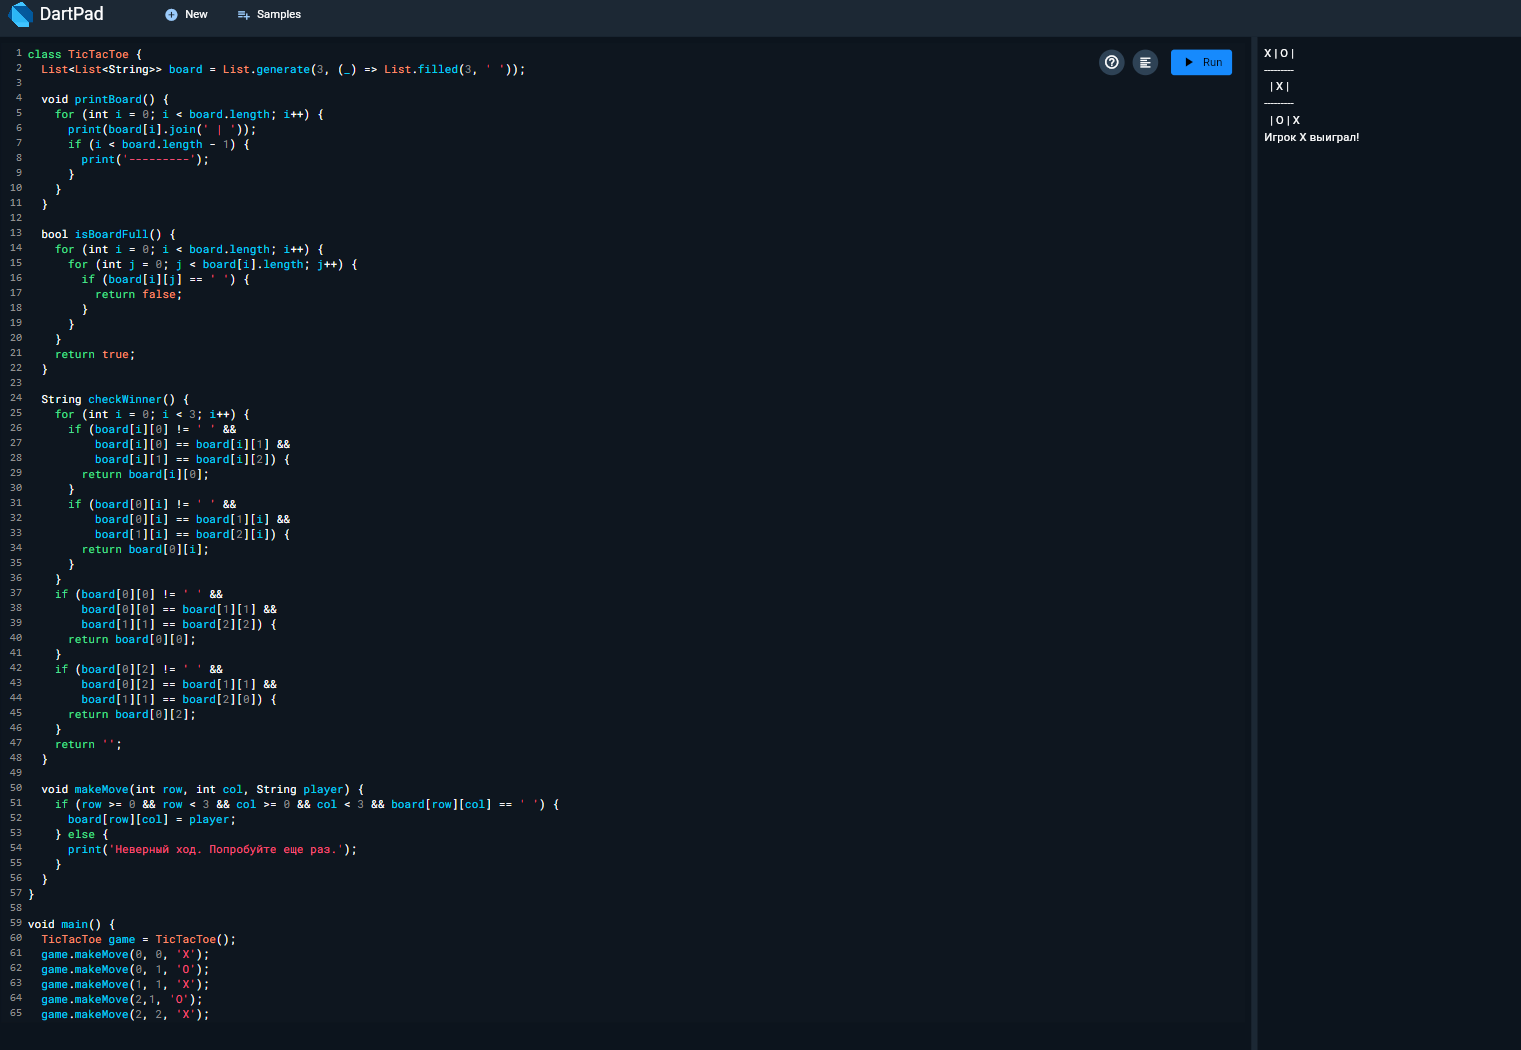 DartPad
New
Samples
1 class TicTacToe {
2   List<List<String>> board = List.generate(3, (_) => List.filled(3, ' '));
3
4   void printBoard() {
5     for (int i = 0; i < board.length; i++) {
6       print(board[i].join(' | '));
7       if (i < board.length - 1) {
8         print('---------');
9       }
10     }
11   }
12
13   bool isBoardFull() {
14     for (int i = 0; i < board.length; i++) {
15       for (int j = 0; j < board[i].length; j++) {
16         if (board[i][j] == ' ') {
17           return false;
18         }
19       }
20     }
21     return true;
22   }
23
24   String checkWinner() {
25     for (int i = 0; i < 3; i++) {
26       if (board[i][0] != ' ' &&
27           board[i][0] == board[i][1] &&
28           board[i][1] == board[i][2]) {
29         return board[i][0];
30       }
31       if (board[0][i] != ' ' &&
32           board[0][i] == board[1][i] &&
33           board[1][i] == board[2][i]) {
34         return board[0][i];
35       }
36     }
37     if (board[0][0] != ' ' &&
38         board[0][0] == board[1][1] &&
39         board[1][1] == board[2][2]) {
40       return board[0][0];
41     }
42     if (board[0][2] != ' ' &&
43         board[0][2] == board[1][1] &&
44         board[1][1] == board[2][0]) {
45       return board[0][2];
46     }
47     return '';
48   }
49
50   void makeMove(int row, int col, String player) {
51     if (row >= 0 && row < 3 && col >= 0 && col < 3 && board[row][col] == ' ') {
52       board[row][col] = player;
53     } else {
54       print('Неверный ход. Попробуйте еще раз.');
55     }
56   }
57 }
58
59 void main() {
60   TicTacToe game = TicTacToe();
61   game.makeMove(0, 0, 'X');
62   game.makeMove(0, 1, 'O');
63   game.makeMove(1, 1, 'X');
64   game.makeMove(2,1, 'O');
65   game.makeMove(2, 2, 'X');
Run
X | O |
---------
  | X |
---------
  | O | X
Игрок X выиграл!